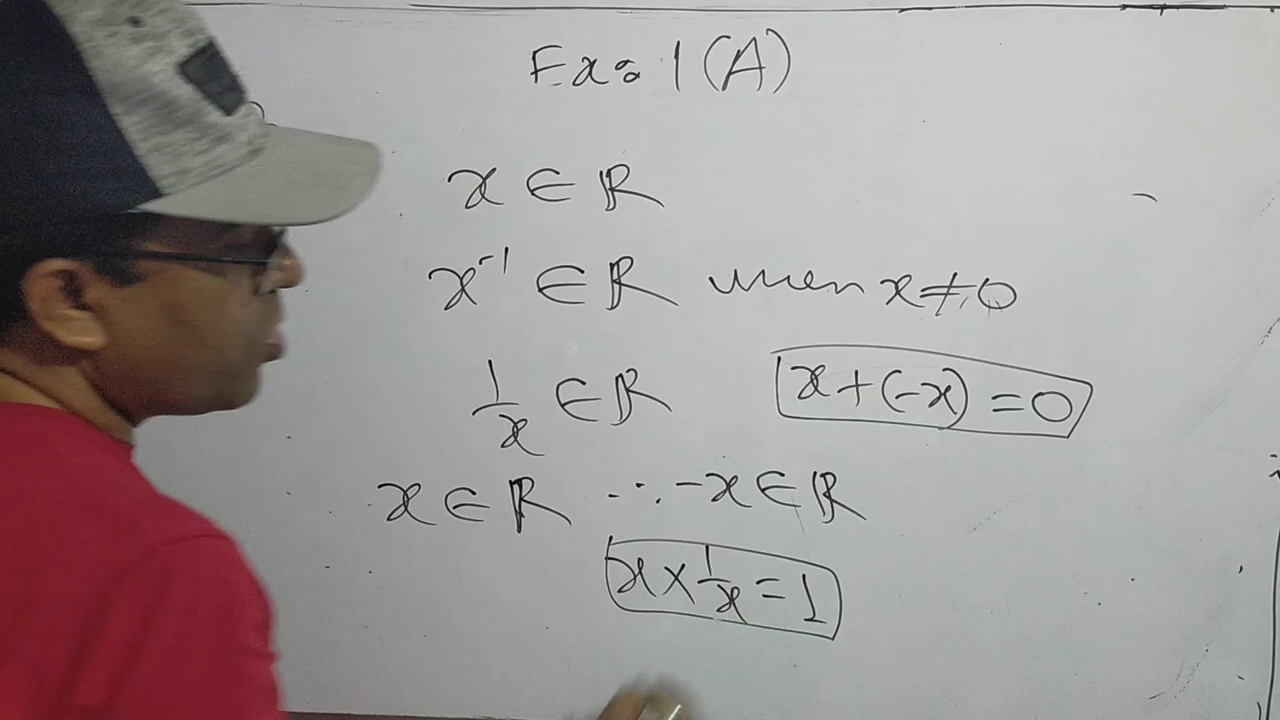 Ex: 1 (A)
x ∈ ℝ
x⁻¹ ∈ ℝ when x ≠ 0
1/x ∈ ℝ x + (-x) = 0
x ∈ ℝ ∴ -x ∈ ℝ
x × 1/x = 1